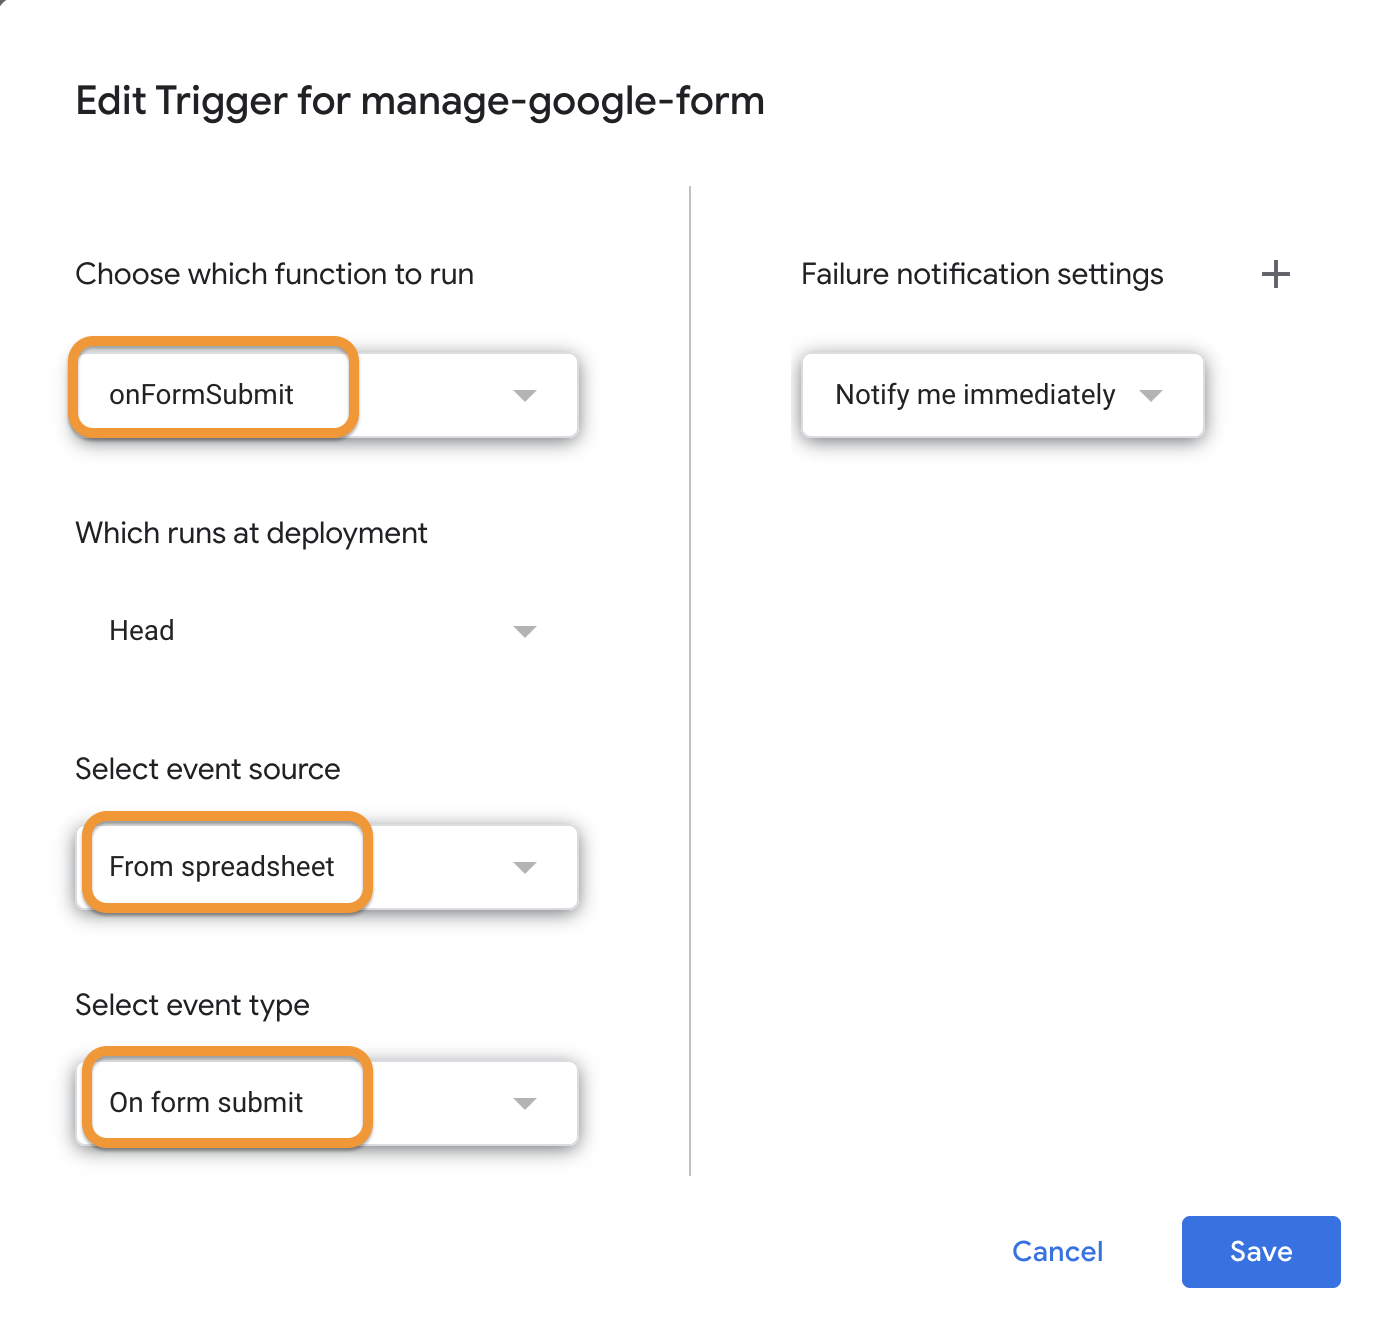 Edit Trigger for manage-google-form
Choose which function to run
onFormSubmit
Which runs at deployment
Head
Select event source
From spreadsheet
Select event type
On form submit
Failure notification settings
Notify me immediately
Cancel
Save